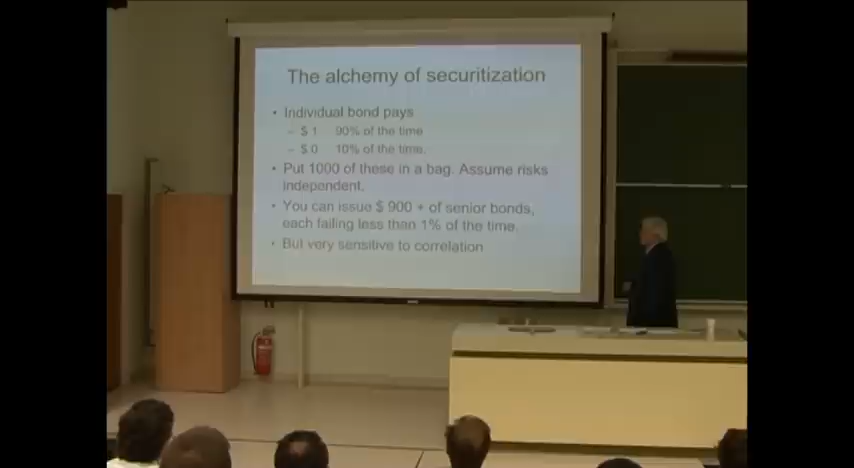 The alchemy of securitization
• Individual bond pays
– $ 1 90% of the time
– $ 0 10% of the time.
• Put 1000 of these in a bag. Assume risks
independent.
• You can issue $ 900 + of senior bonds,
each failing less than 1% of the time.
• But very sensitive to correlation